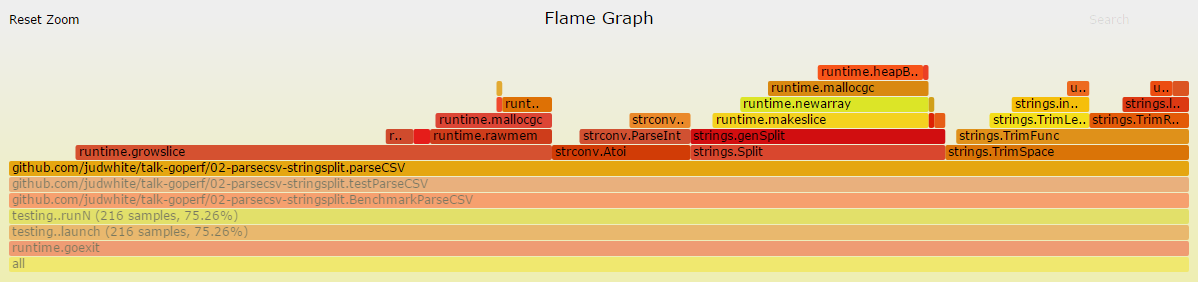 Reset Zoom Flame Graph Search
runtime.heapB..
runtime.mallocgc u.. u..
runt.. runtime.newarray strings.in.. strings.l..
runtime.mallocgc strconv.. runtime.makeslice strings.TrimLe.. strings.TrimR..
r.. runtime.rawmem strconv.ParseInt strings.genSplit strings.TrimFunc
runtime.growslice strconv.Atoi strings.Split strings.TrimSpace
github.com/judwhite/talk-goperf/02-parsecsv-stringsplit.parseCSV
github.com/judwhite/talk-goperf/02-parsecsv-stringsplit.testParseCSV
github.com/judwhite/talk-goperf/02-parsecsv-stringsplit.BenchmarkParseCSV
testing..runN (216 samples, 75.26%)
testing..launch (216 samples, 75.26%)
runtime.goexit
all